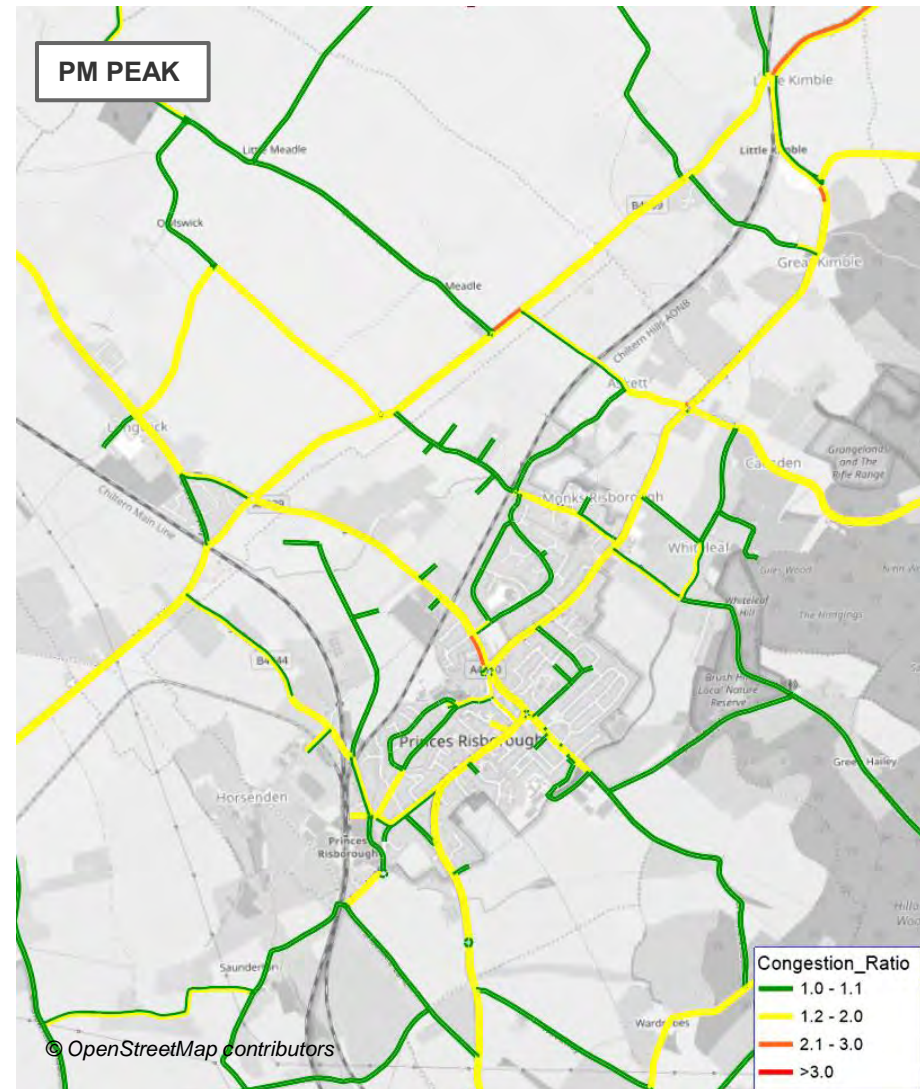 PM PEAK
Little Kimble
Little Meadle
Little Kimble
Owlswick
B4009
Great Kimble
Meadle
Chiltern Hills AONB
Askett
Longwick
Grangelands
and The
Rifle Range
Cadsden
Chiltern Main Line
Monks Risborough
Whiteleaf
Giles Wood
Whiteleaf
Hill
The Hangings
B4444
A4010
Brush Hill
Local Nature
Reserve
Princes Risborough
Green Hailey
Horsenden
Princes
Risborough
Saunderton
Wardrobes
Congestion_Ratio
1.0 - 1.1
1.2 - 2.0
2.1 - 3.0
>3.0
© OpenStreetMap contributors